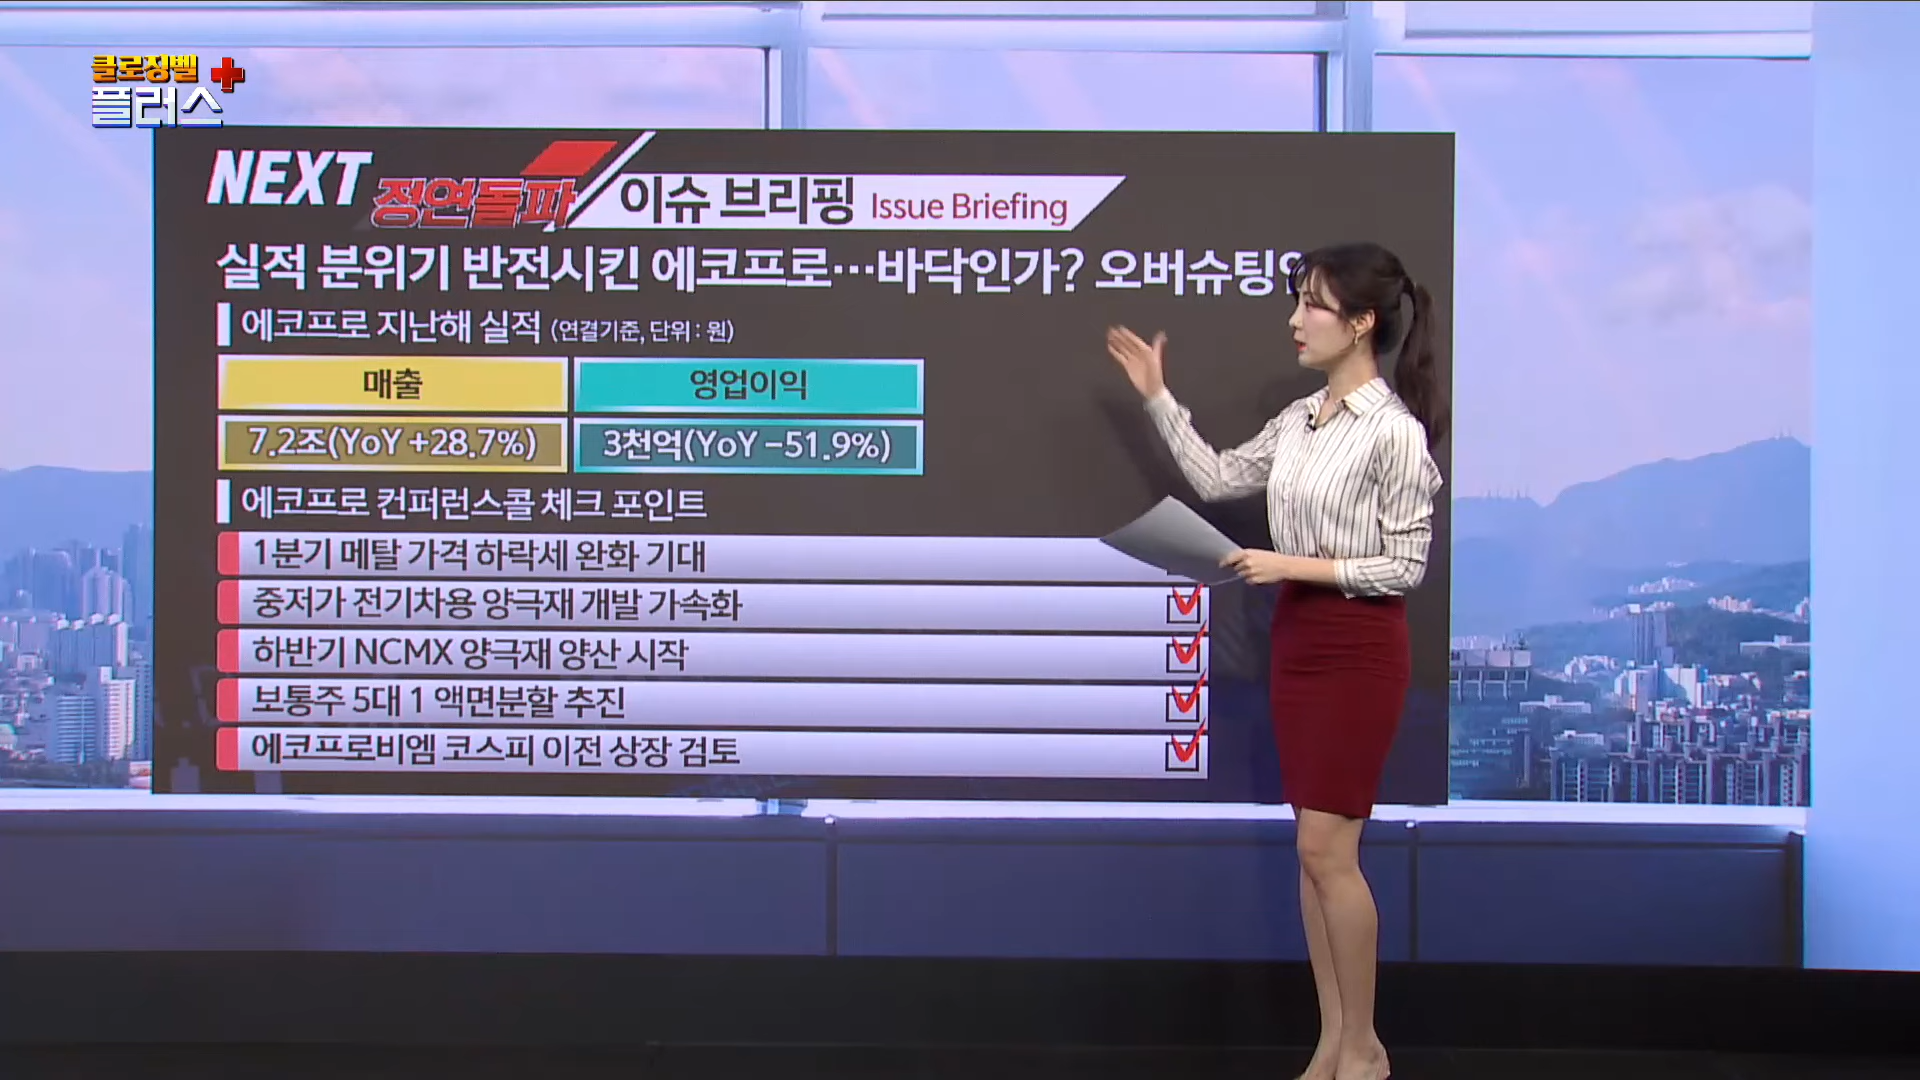 클로징벨
플러스
NEXT 정연돌파 이슈 브리핑 Issue Briefing
실적 분위기 반전시킨 에코프로…바닥인가? 오버슈팅
에코프로 지난해 실적 (연결기준, 단위 : 원)
매출 영업이익
7.2조(YoY +28.7%) 3천억(YoY -51.9%)
에코프로 컨퍼런스콜 체크 포인트
1분기 메탈 가격 하락세 완화 기대
중저가 전기차용 양극재 개발 가속화
하반기 NCMX 양극재 양산 시작
보통주 5대 1 액면분할 추진
에코프로비엠 코스피 이전 상장 검토